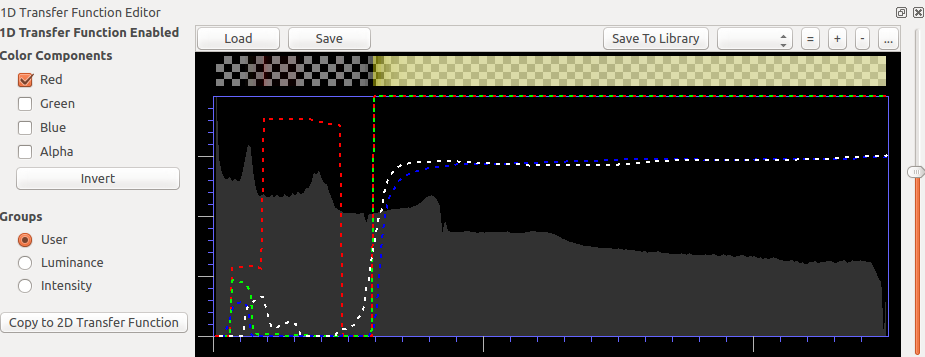 1D Transfer Function Editor
1D Transfer Function Enabled
Color Components
Red
Green
Blue
Alpha
Invert
Groups
User
Luminance
Intensity
Copy to 2D Transfer Function
Load Save Save To Library = + - ...